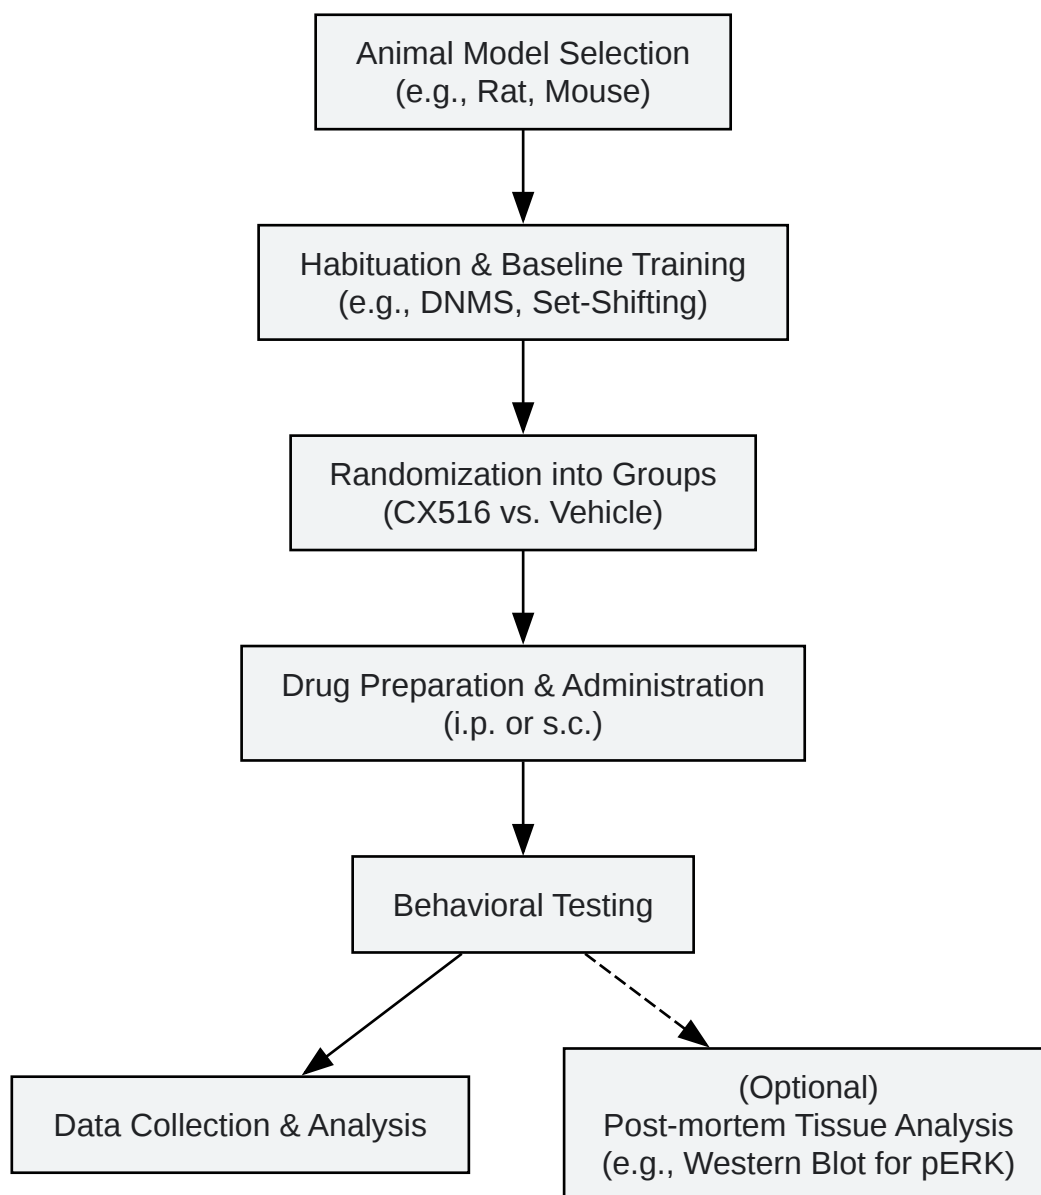 Animal Model Selection
(e.g., Rat, Mouse)
Habituation & Baseline Training
(e.g., DNMS, Set-Shifting)
Randomization into Groups
(CX516 vs. Vehicle)
Drug Preparation & Administration
(i.p. or s.c.)
Behavioral Testing
Data Collection & Analysis
(Optional)
Post-mortem Tissue Analysis
(e.g., Western Blot for pERK)